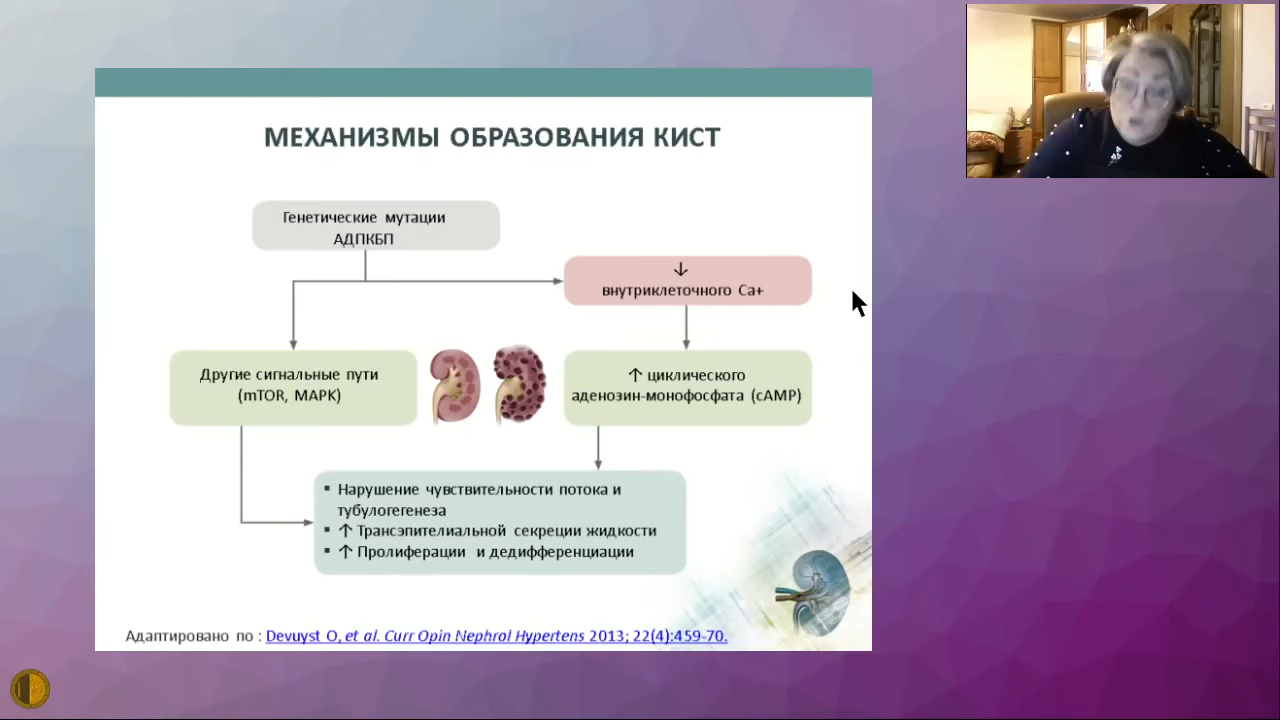 МЕХАНИЗМЫ ОБРАЗОВАНИЯ КИСТ
Генетические мутации
АДПКБП
↓
внутриклеточного Ca+
Другие сигнальные пути
(mTOR, MAPK)
↑ циклического
аденозин-монофосфата (cAMP)
▪ Нарушение чувствительности потока и
тубулогегенеза
▪ ↑ Трансэпителиальной секреции жидкости
▪ ↑ Пролиферации и дедифференциации
Адаптировано по : Devuyst O, et al. Curr Opin Nephrol Hypertens 2013; 22(4):459-70.